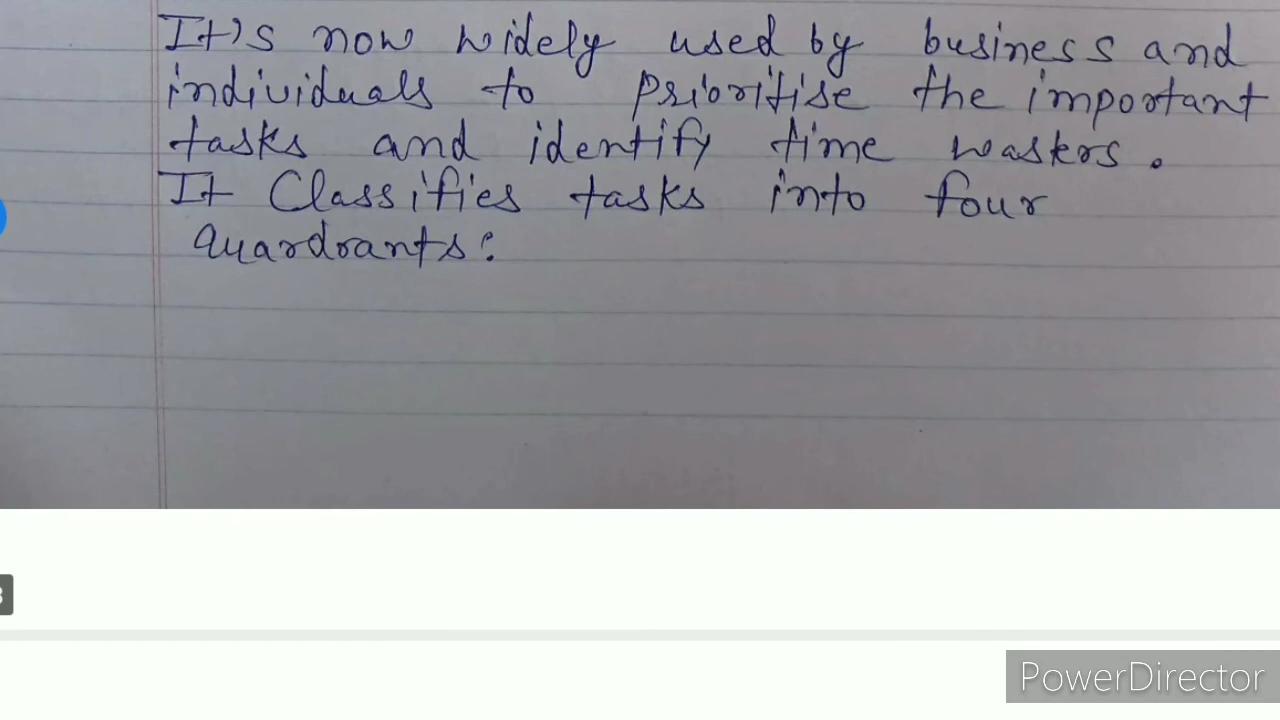 It's now widely used by business and
individuals to prioritise the important
tasks and identify time waskers.
It Classifies tasks into four
Quardrants:
PowerDirector